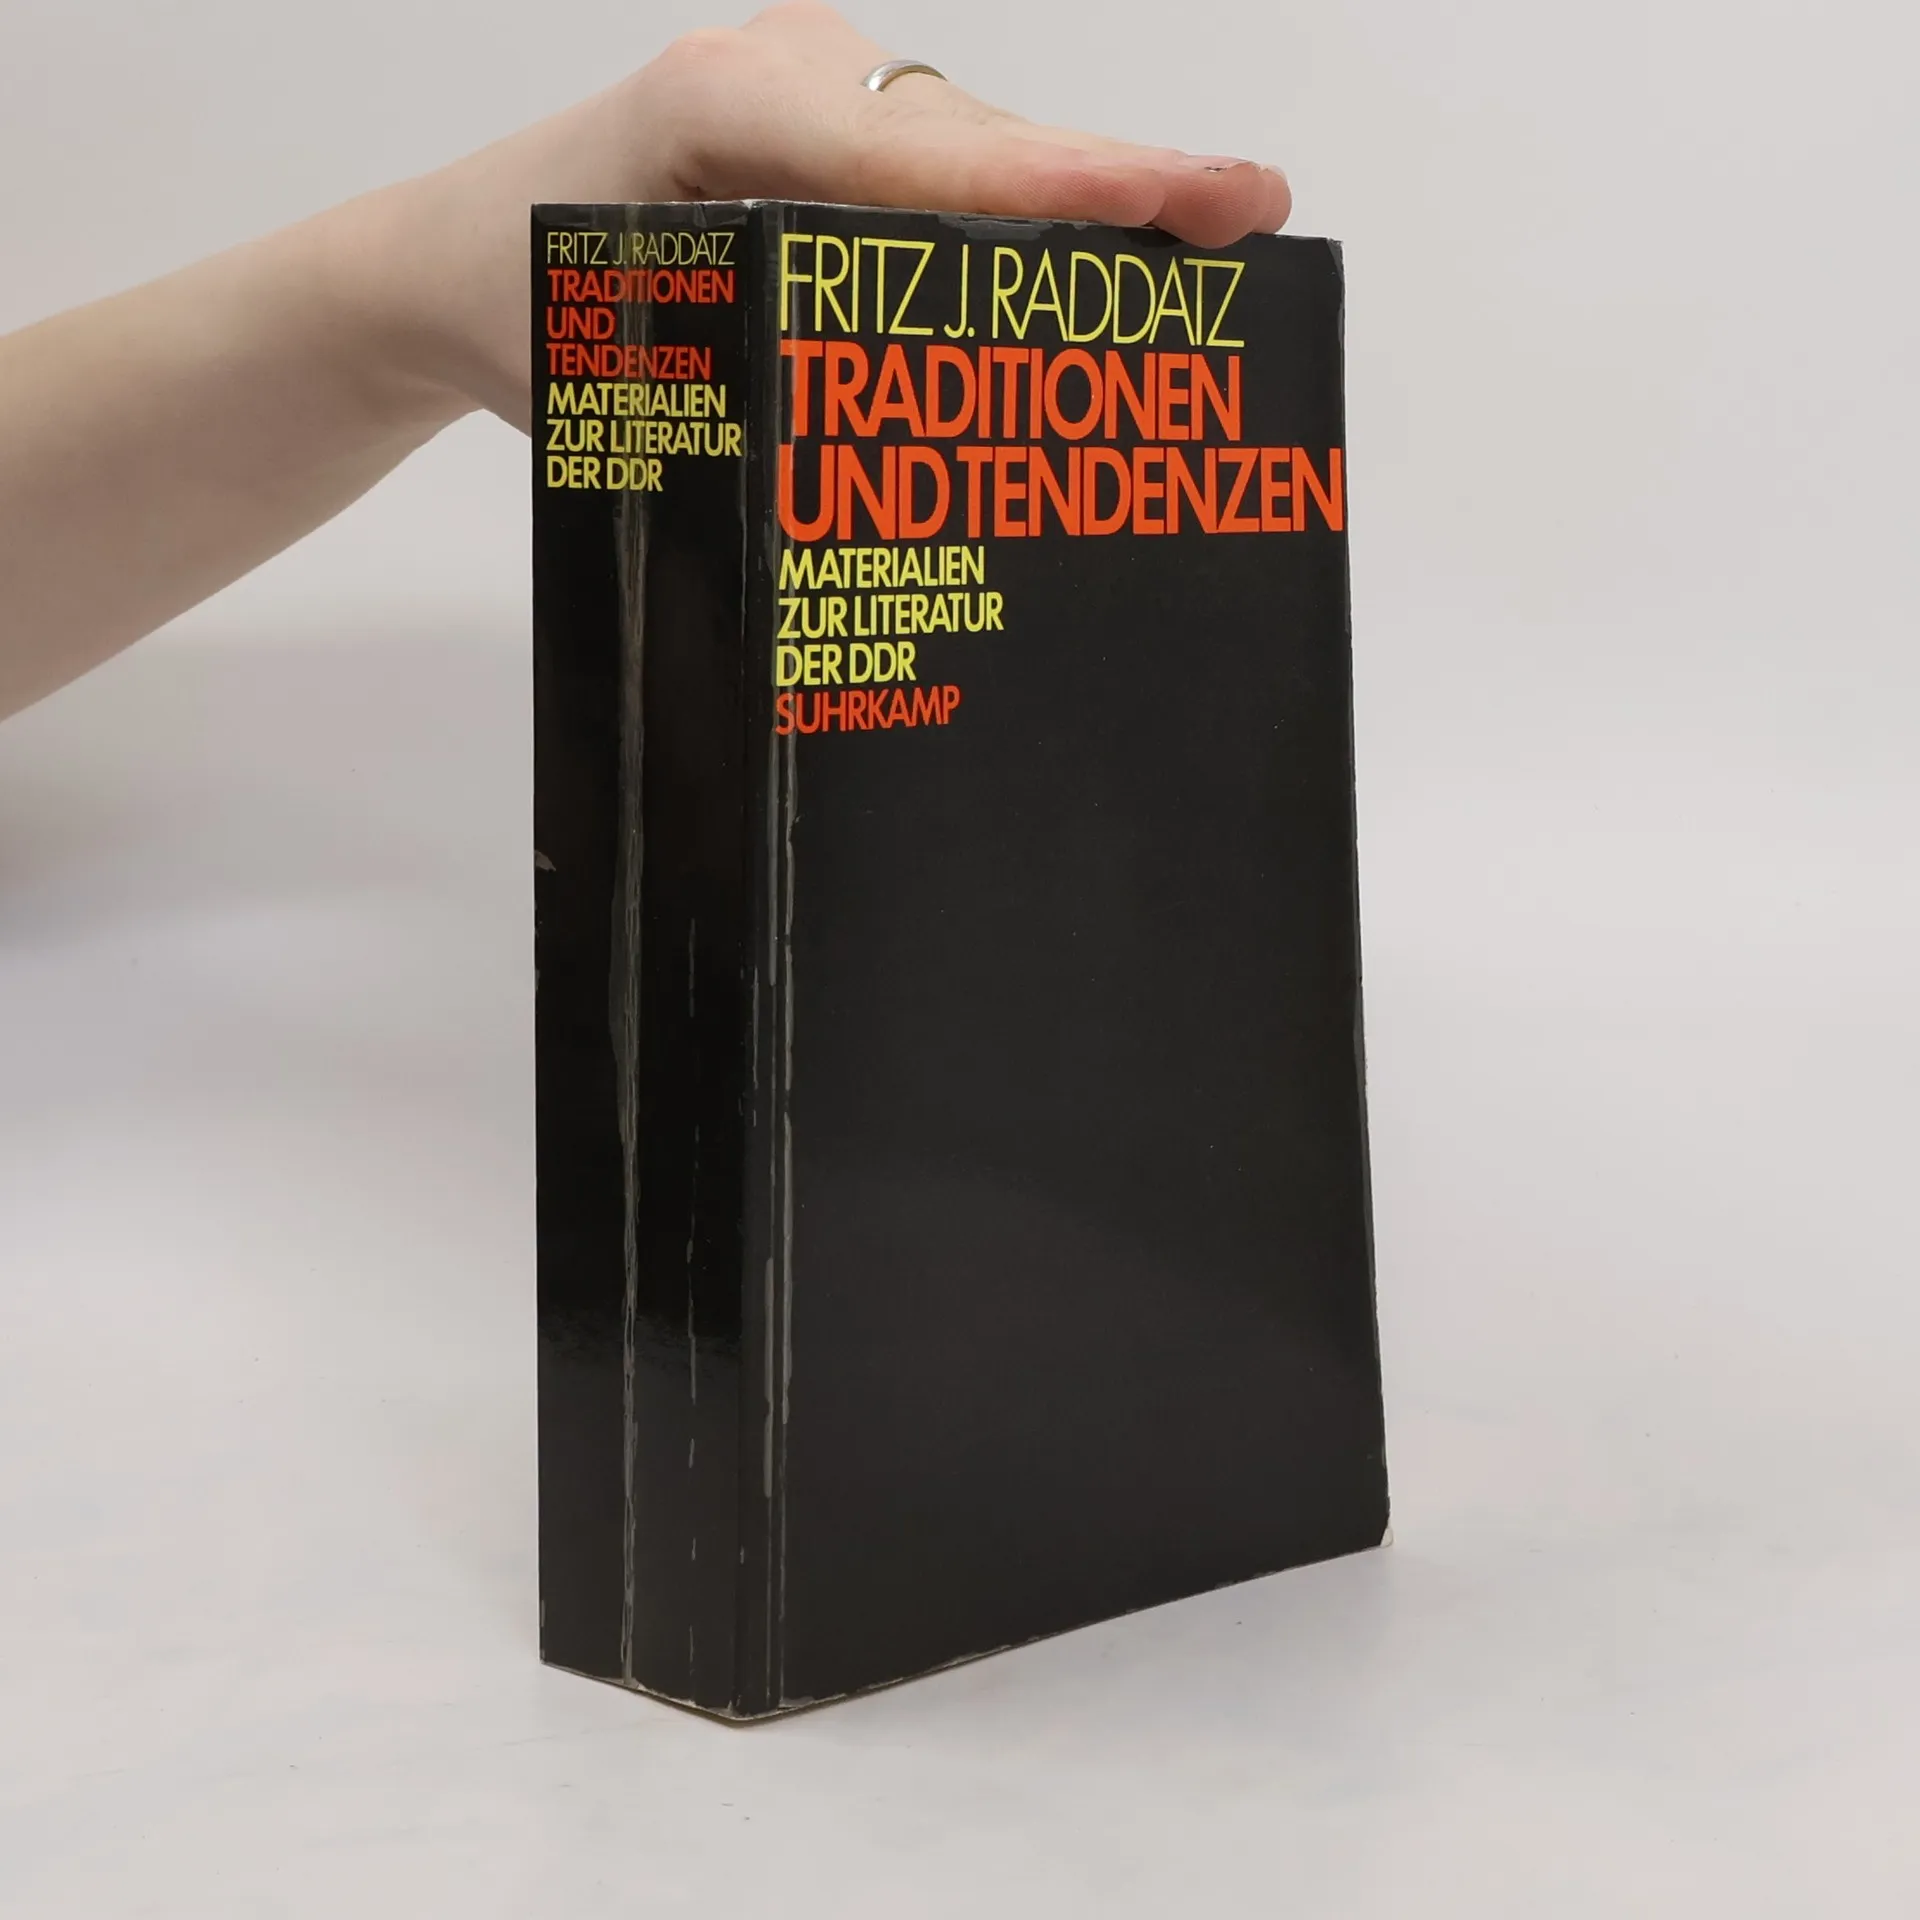 FRITZ J. RADDATZ
TRADITIONEN
UND
TENDENZEN
MATERIALIEN
ZUR LITERATUR
DER DDR
FRITZ J. RADDATZ
TRADITIONEN
UND TENDENZEN
MATERIALIEN
ZUR LITERATUR
DER DDR
SUHRKAMP